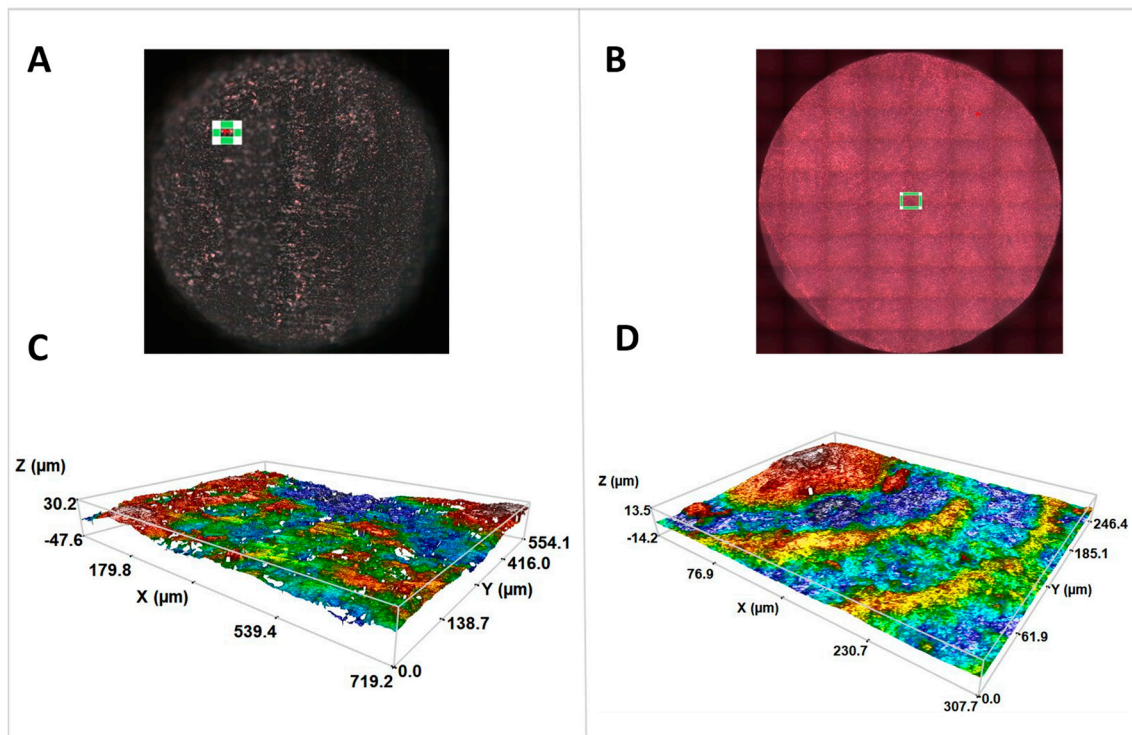 A
B
C
D
Z (µm)
30.2
-47.6
179.8
X (µm)
539.4
719.2
0.0
138.7
Y (µm)
416.0
554.1
Z (µm)
13.5
-14.2
76.9
X (µm)
230.7
307.7
0.0
61.9
Y (µm)
185.1
246.4